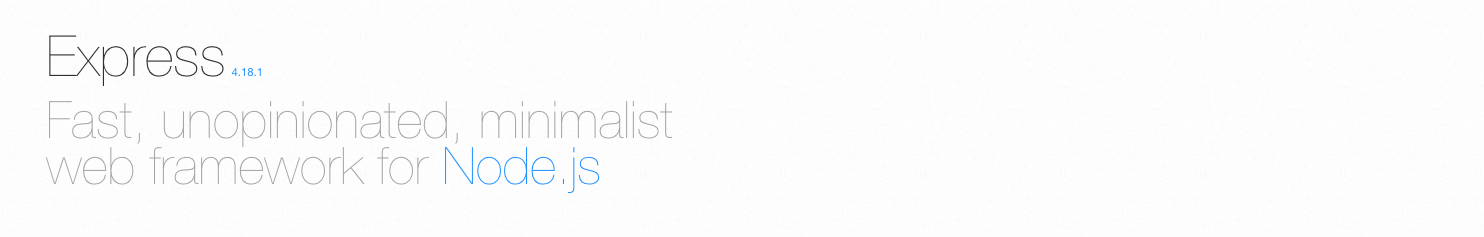 Express 4.18.1
Fast, unopinionated, minimalist
web framework for Node.js